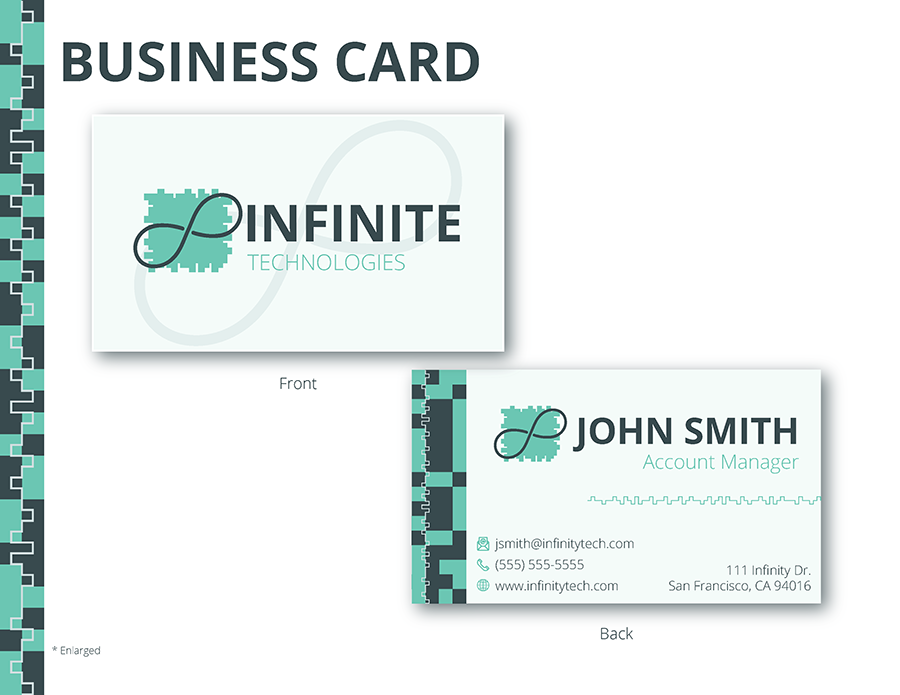 BUSINESS CARD
INFINITE
TECHNOLOGIES
Front
JOHN SMITH
Account Manager
jsmith@infinitytech.com
(555) 555-5555
www.infinitytech.com
111 Infinity Dr.
San Francisco, CA 94016
Back
* Enlarged